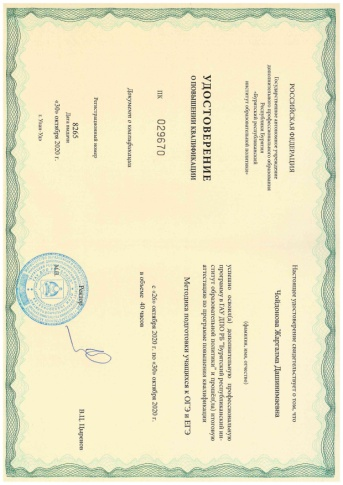 РОССИЙСКАЯ ФЕДЕРАЦИЯ
Государственное автономное учреждение
дополнительного профессионального образования
Республики Бурятия
«Бурятский республиканский
институт образовательной политики»
УДОСТОВЕРЕНИЕ
О ПОВЫШЕНИИ КВАЛИФИКАЦИИ
ПК 029670
Документ о квалификации
Регистрационный номер
8265
Дата выдачи
«30» октября 2020 г.
г. Улан-Удэ
Настоящее удостоверение свидетельствует о том, что
Жаргалма Дашинимаевна
(фамилия, имя, отчество)
успешно освоил(а) дополнительную профессиональную
программу в ГАУ ДПО РБ "Бурятский республиканский ин-
ститут образовательной политики" и прошёл(ла) итоговую
аттестацию по программе повышения квалификации
Методика подготовки учащихся к ОГЭ и ЕГЭ
с «26» октября 2020 г. по «30» октября 2020 г.
в объеме 40 часов
Ректор
В.Ц. Цыренов
М.П.